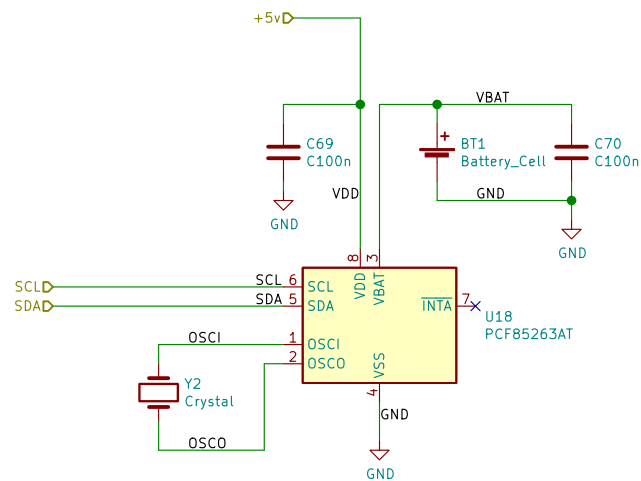 +5v
VBAT
C69
C100n
BT1
Battery_Cell
C70
C100n
VDD
GND
GND
GND
8
3
SCL
SCL
6
SCL
VDD
VBAT
SDA
SDA
5
SDA
INTA
7
U18
PCF85263AT
OSCI
1
OSCI
2
OSCO
VSS
Y2
Crystal
4
GND
OSCO
GND